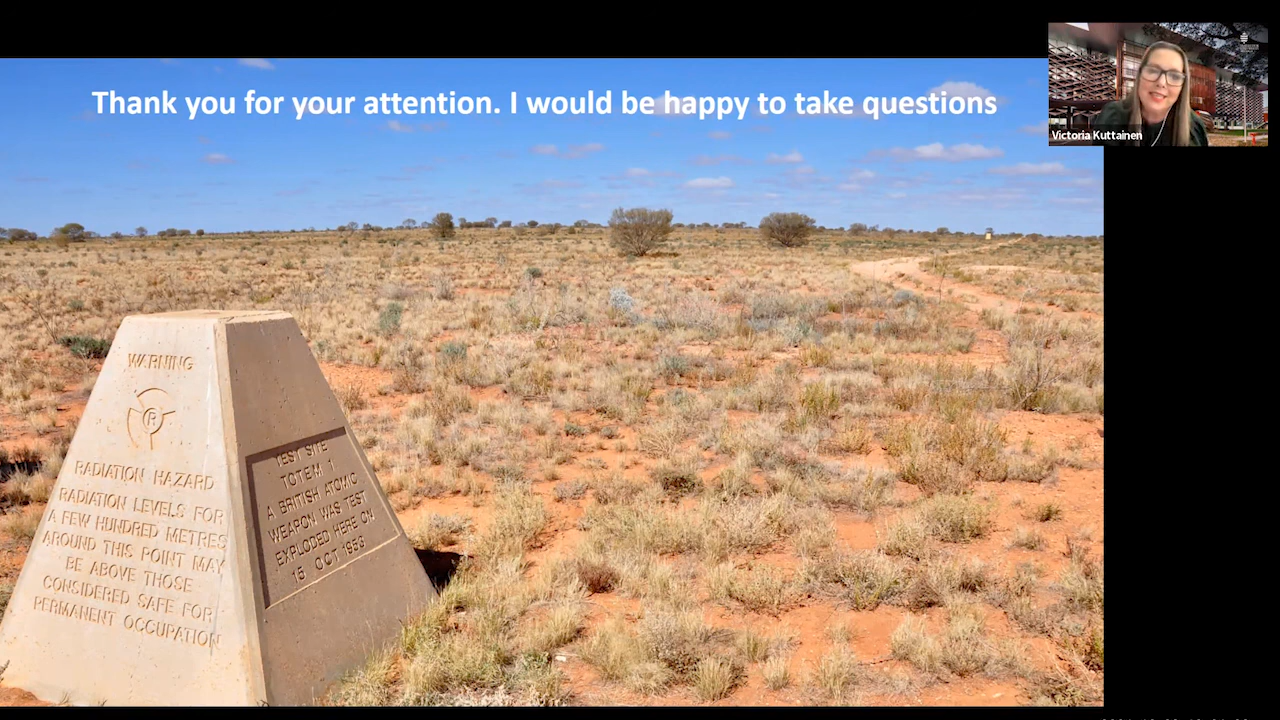 Thank you for your attention. I would be happy to take questions
Victoria Kuttainen
WARNING
R
RADIATION HAZARD
RADIATION LEVELS FOR
A FEW HUNDRED METRES
AROUND THIS POINT MAY
BE ABOVE THOSE
CONSIDERED SAFE FOR
PERMANENT OCCUPATION
TEST SITE
TOTEM 1
A BRITISH ATOMIC
WEAPON WAS TEST
EXPLODED HERE ON
15 OCT 1953